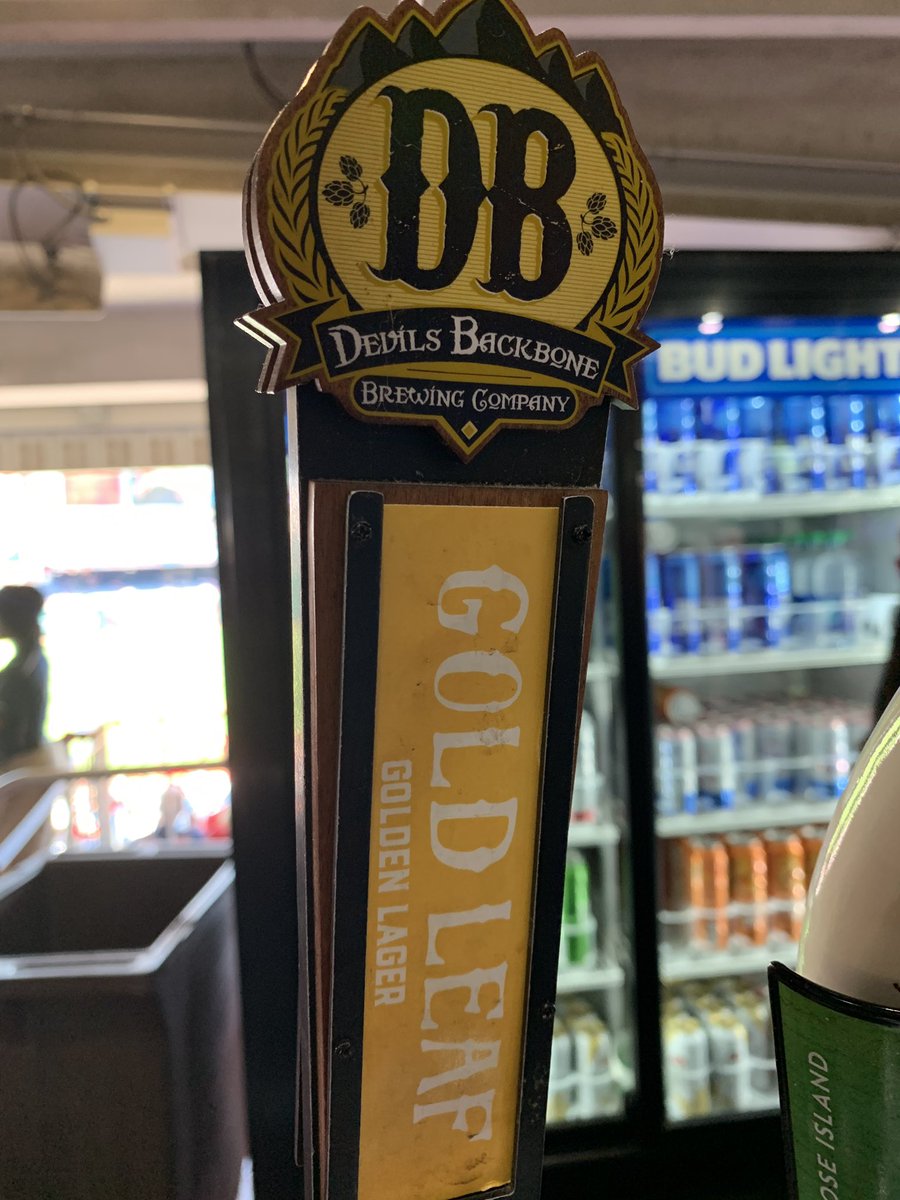 DB
DEVILS BACKBONE
BREWING COMPANY
GOLD LEAF
GOLDEN LAGER
BUD LIGHT
OSE ISLAND